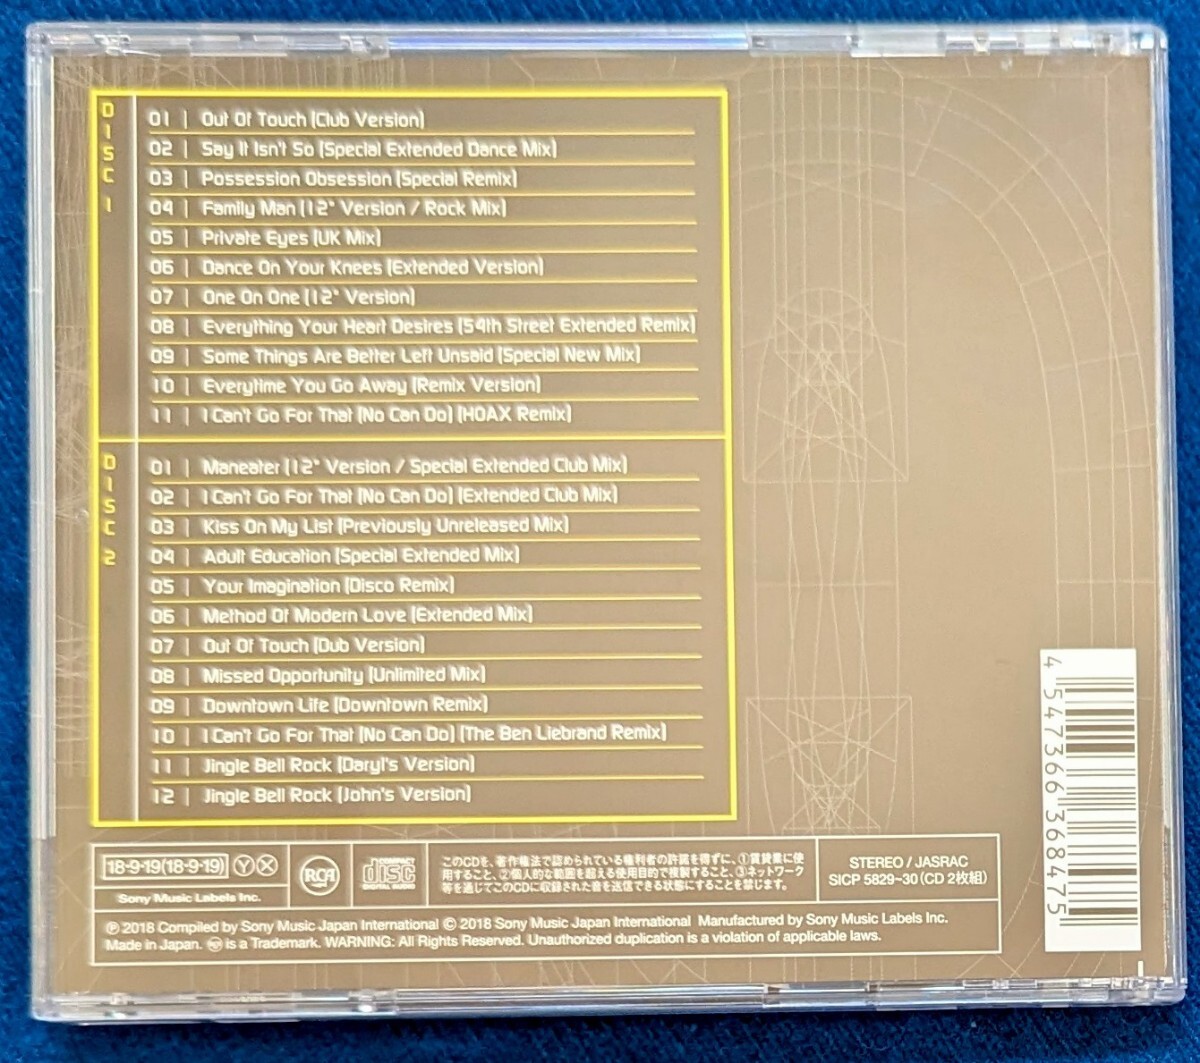 DISC 1
01 | Out Of Touch (Club Version)
02 | Say It Isn't So (Special Extended Dance Mix)
03 | Possession Obsession (Special Remix)
04 | Family Man (12" Version / Rock Mix)
05 | Private Eyes (UK Mix)
06 | Dance On Your Knees (Extended Version)
07 | One On One (12" Version)
08 | Everything Your Heart Desires (54th Street Extended Remix)
09 | Some Things Are Better Left Unsaid (Special New Mix)
10 | Everytime You Go Away (Remix Version)
11 | I Can't Go For That (No Can Do) (HOAX Remix)
DISC 2
01 | Maneater (12" Version / Special Extended Club Mix)
02 | I Can't Go For That (No Can Do) (Extended Club Mix)
03 | Kiss On My List (Previously Unreleased Mix)
04 | Adult Education (Special Extended Mix)
05 | Your Imagination (Disco Remix)
06 | Method Of Modern Love (Extended Mix)
07 | Out Of Touch (Dub Version)
08 | Missed Opportunity (Unlimited Mix)
09 | Downtown Life (Downtown Remix)
10 | I Can't Go For That (No Can Do) (The Ben Liebrand Remix)
11 | Jingle Bell Rock (Daryl's Version)
12 | Jingle Bell Rock (John's Version)
18-9-19(18-9-19) Ⓨ Ⓧ
Sony Music Labels Inc.
RCA
COMPACT
disc
DIGITAL AUDIO
このCDを、著作権法で認められている権利者の許諾を得ずに、①賃貸業に使
用すること、②個人的な範囲を超える使用目的で複製すること、③ネットワーク
等を通じてこのCDに収録された音を送信できる状態にすることを禁じます。
STEREO / JASRAC
SICP 5829~30 (CD 2枚組)
℗ 2018 Compiled by Sony Music Japan International © 2018 Sony Music Japan International Manufactured by Sony Music Labels Inc.
Made in Japan. RCA is a Trademark. WARNING: All Rights Reserved. Unauthorized duplication is a violation of applicable laws.
4 547366 368475